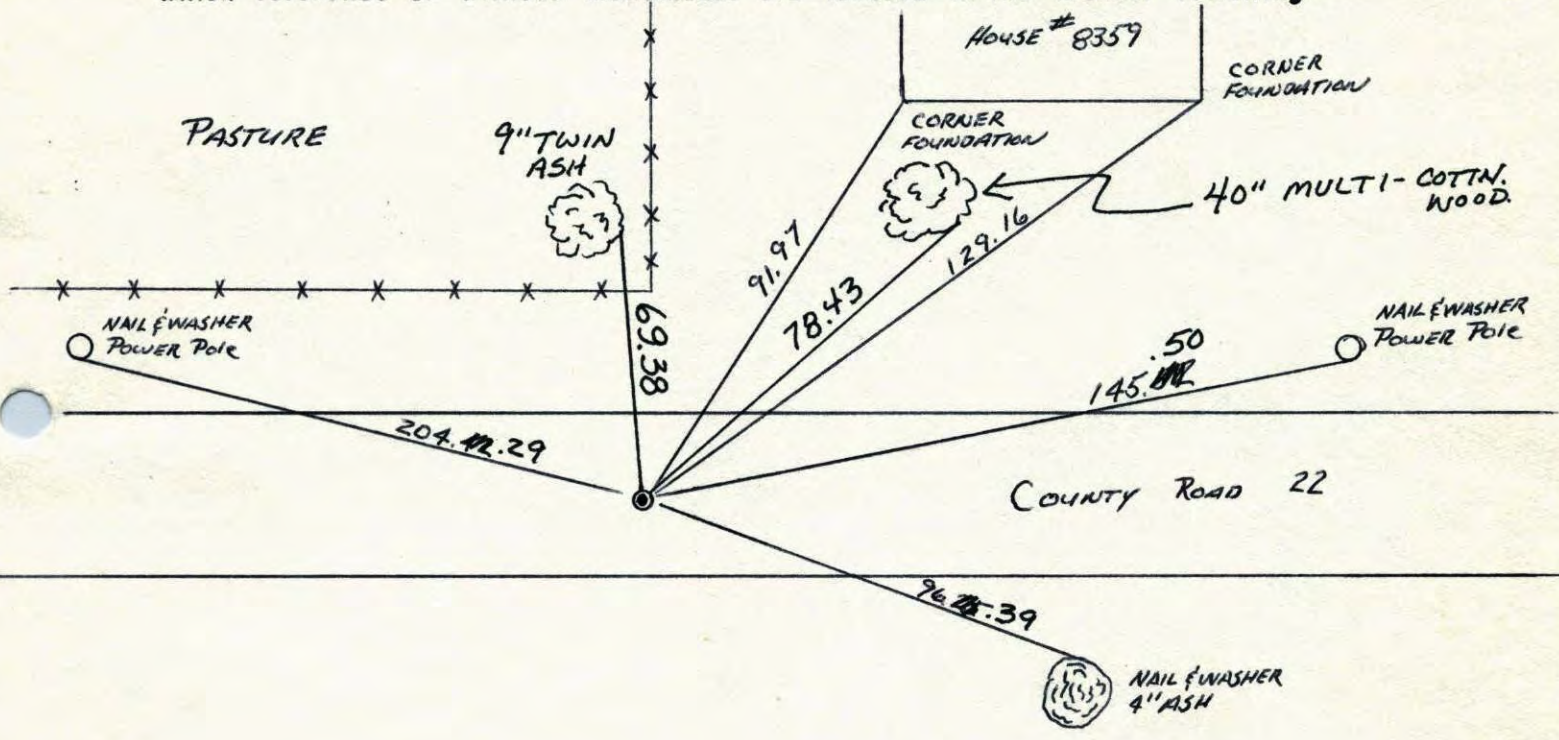 HOUSE # 8359
CORNER
FOUNDATION
PASTURE
9" TWIN
ASH
CORNER
FOUNDATION
40" MULTI- COTTN.
WOOD.
91.97
78.43
129.16
69.38
NAIL & WASHER
POWER POLE
NAIL & WASHER
POWER POLE
.50
145.
204. .29
COUNTY ROAD 22
96. .39
NAIL & WASHER
4" ASH